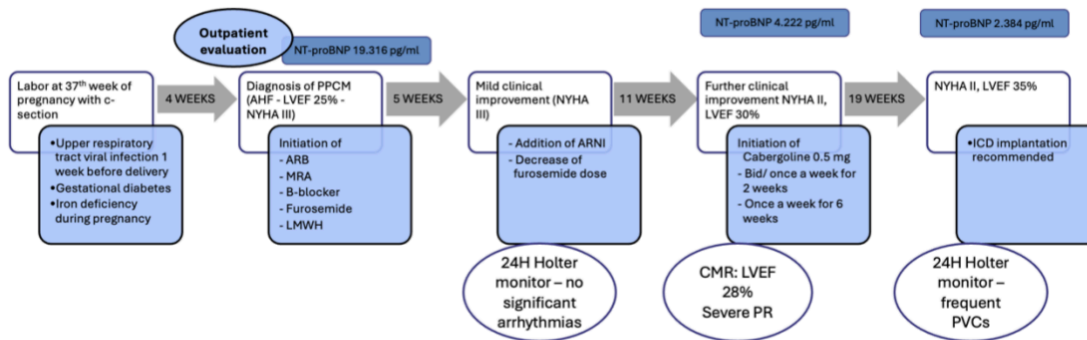 Outpatient
evaluation
NT-proBNP 19.316 pg/ml
NT-proBNP 4.222 pg/ml
NT-proBNP 2.384 pg/ml
Labor at 37th week of
pregnancy with c-
section
4 WEEKS
Diagnosis of PPCM
(AHF - LVEF 25% -
NYHA III)
5 WEEKS
Mild clinical
improvement (NYHA
III)
11 WEEKS
Further clinical
improvement NYHA II,
LVEF 30%
19 WEEKS
NYHA II, LVEF 35%
•Upper respiratory
tract viral infection 1
week before delivery
•Gestational diabetes
•Iron deficiency
during pregnancy
Initiation of
- ARB
- MRA
- B-blocker
- Furosemide
- LMWH
- Addition of ARNI
- Decrease of
furosemide dose
Initiation of
Cabergoline 0.5 mg
- Bid/ once a week for
2 weeks
- Once a week for 6
weeks
•ICD implantation
recommended
24H Holter
monitor – no
significant
arrhythmias
CMR: LVEF
28%
Severe PR
24H Holter
monitor –
frequent
PVCs